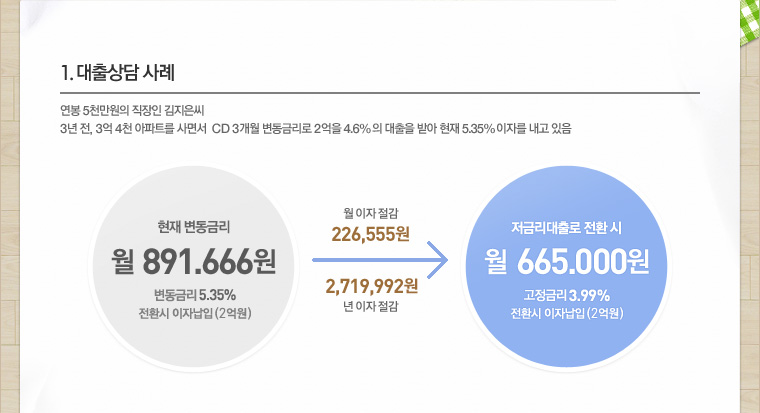 1. 대출상담 사례
연봉 5천만원의 직장인 김지은씨
3년 전, 3억 4천 아파트를 사면서 CD 3개월 변동금리로 2억을 4.6%의 대출을 받아 현재 5.35%이자를 내고 있음
현재 변동금리
월 891.666원
변동금리 5.35%
전환시 이자납입(2억원)
월 이자 절감
226,555원
2,719,992원
년 이자 절감
저금리대출로 전환 시
월 665.000원
고정금리 3.99%
전환시 이자납입(2억원)